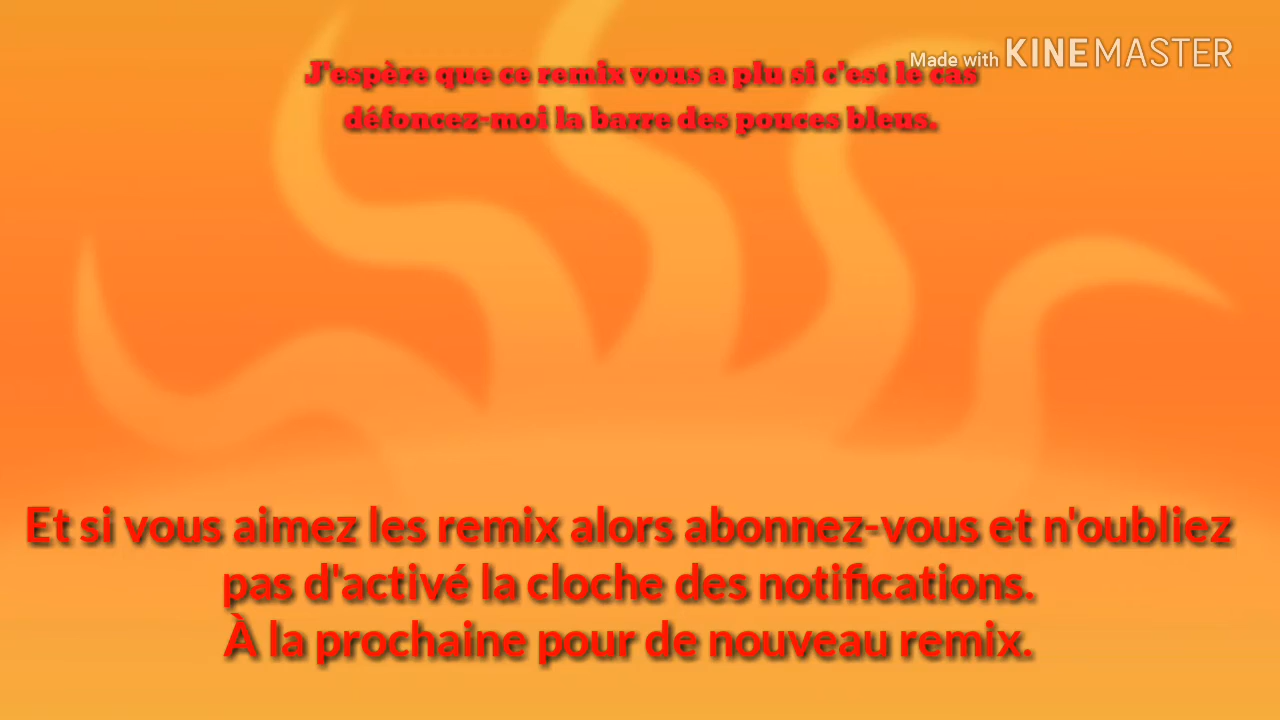 Made with KINEMASTER
J'espère que ce remix vous a plu si c'est le cas
défoncez-moi la barre des pouces bleus.
Et si vous aimez les remix alors abonnez-vous et n'oubliez
pas d'activé la cloche des notifications.
À la prochaine pour de nouveau remix.